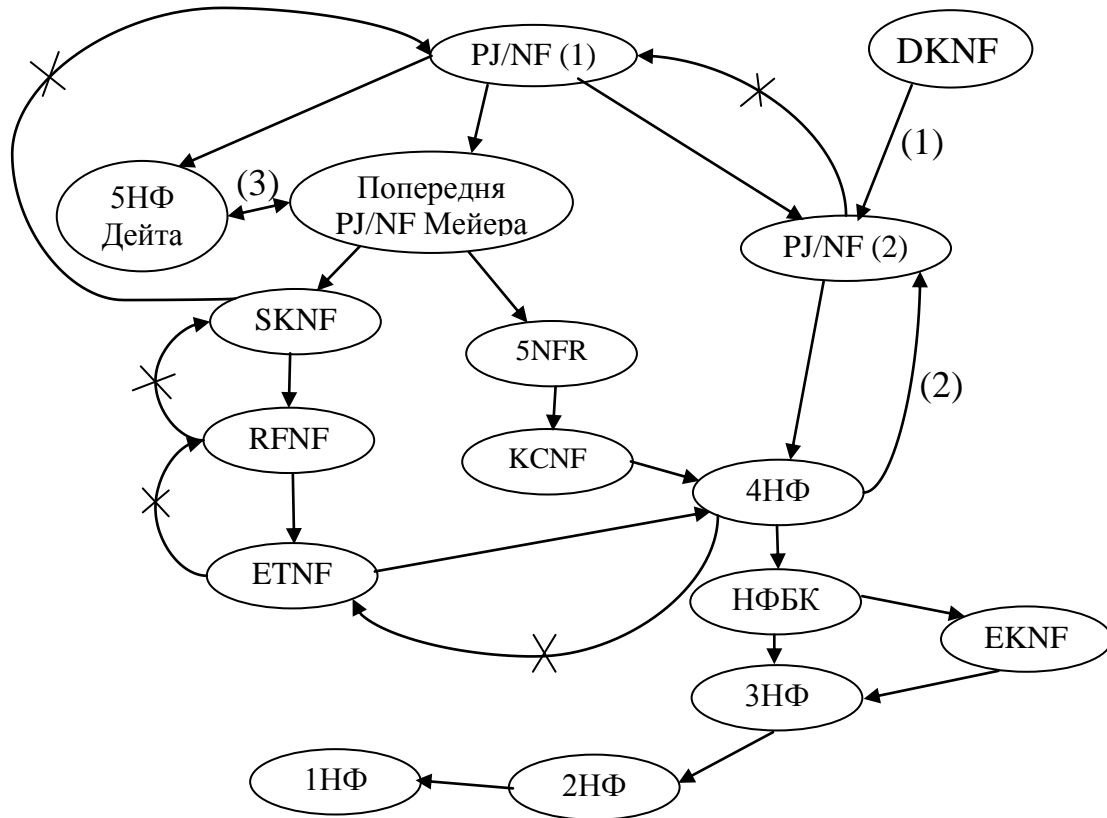 PJ/NF (1)
DKNF
(1)
5НФ
Дейта
(3)
Попередня
PJ/NF Мейера
PJ/NF (2)
SKNF
5NFR
(2)
RFNF
KCNF
4НФ
ETNF
НФБК
EKNF
3НФ
1НФ
2НФ